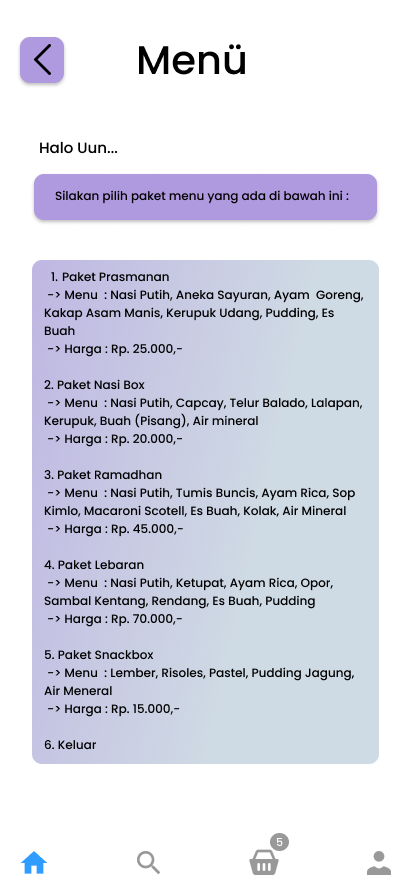 Menü
Halo Uun...
Silakan pilih paket menu yang ada di bawah ini :
1. Paket Prasmanan
-> Menu : Nasi Putih, Aneka Sayuran, Ayam Goreng,
Kakap Asam Manis, Kerupuk Udang, Pudding, Es
Buah
-> Harga : Rp. 25.000,-
2. Paket Nasi Box
-> Menu : Nasi Putih, Capcay, Telur Balado, Lalapan,
Kerupuk, Buah (Pisang), Air mineral
-> Harga : Rp. 20.000,-
3. Paket Ramadhan
-> Menu : Nasi Putih, Tumis Buncis, Ayam Rica, Sop
Kimlo, Macaroni Scotell, Es Buah, Kolak, Air Mineral
-> Harga : Rp. 45.000,-
4. Paket Lebaran
-> Menu : Nasi Putih, Ketupat, Ayam Rica, Opor,
Sambal Kentang, Rendang, Es Buah, Pudding
-> Harga : Rp. 70.000,-
5. Paket Snackbox
-> Menu : Lember, Risoles, Pastel, Pudding Jagung,
Air Meneral
-> Harga : Rp. 15.000,-
6. Keluar
5